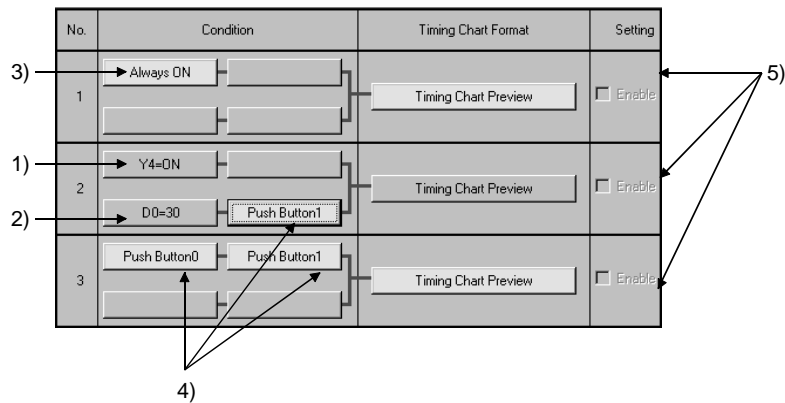 No. Condition Timing Chart Format Setting
3) Always ON
1 Timing Chart Preview Enable
5)
1) Y4=ON
2 Timing Chart Preview Enable
2) D0=30 Push Button1
Push Button0 Push Button1
3 Timing Chart Preview Enable
4)